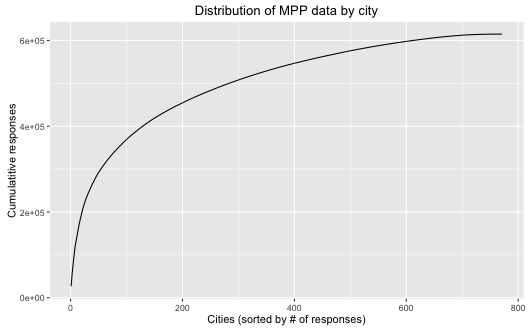 Distribution of MPP data by city
6e+05
4e+05
2e+05
0e+00
Cumulatitive responses
0 200 400 600 800
Cities (sorted by # of responses)